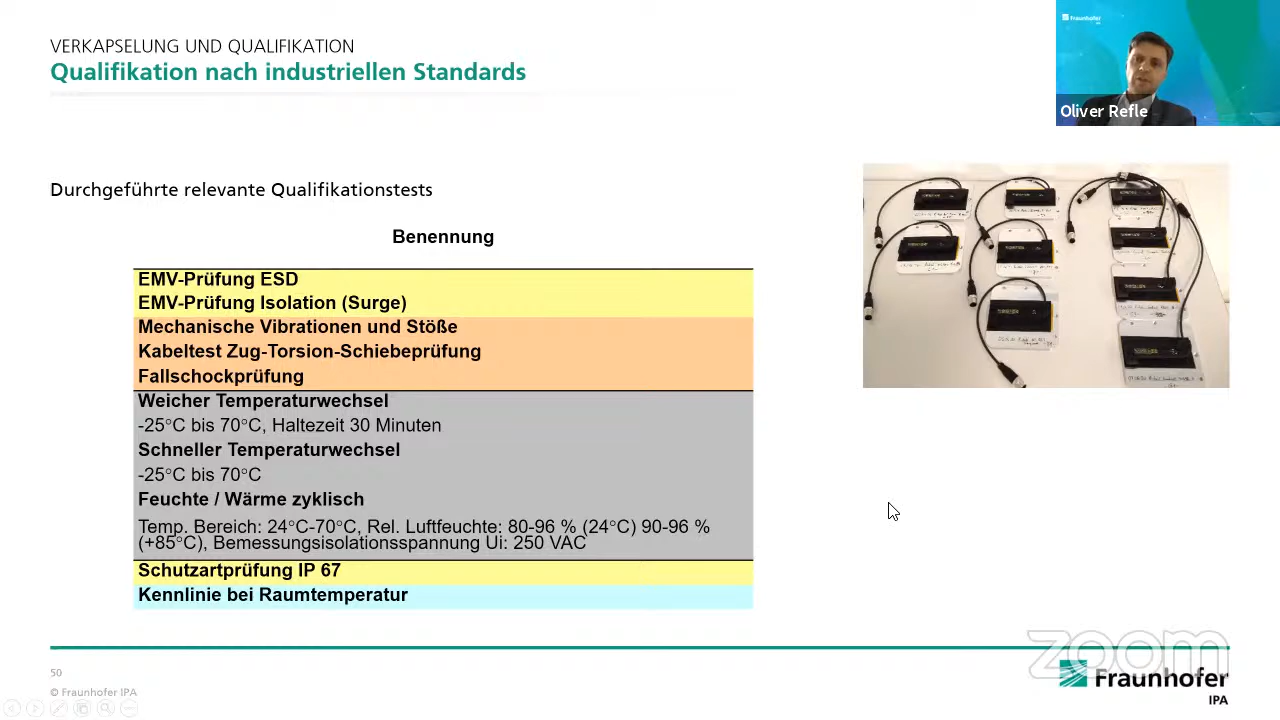 VERKAPSELUNG UND QUALIFIKATION
Qualifikation nach industriellen Standards
Fraunhofer
IPA
Oliver Refle
Durchgeführte relevante Qualifikationstests
Benennung
EMV-Prüfung ESD
EMV-Prüfung Isolation (Surge)
Mechanische Vibrationen und Stöße
Kabeltest Zug-Torsion-Schiebeprüfung
Fallschockprüfung
Weicher Temperaturwechsel
-25°C bis 70°C, Haltezeit 30 Minuten
Schneller Temperaturwechsel
-25°C bis 70°C
Feuchte / Wärme zyklisch
Temp. Bereich: 24°C-70°C, Rel. Luftfeuchte: 80-96 % (24°C) 90-96 %
(+85°C), Bemessungsisolationsspannung Ui: 250 VAC
Schutzartprüfung IP 67
Kennlinie bei Raumtemperatur
zoom
50
© Fraunhofer IPA
Fraunhofer
IPA